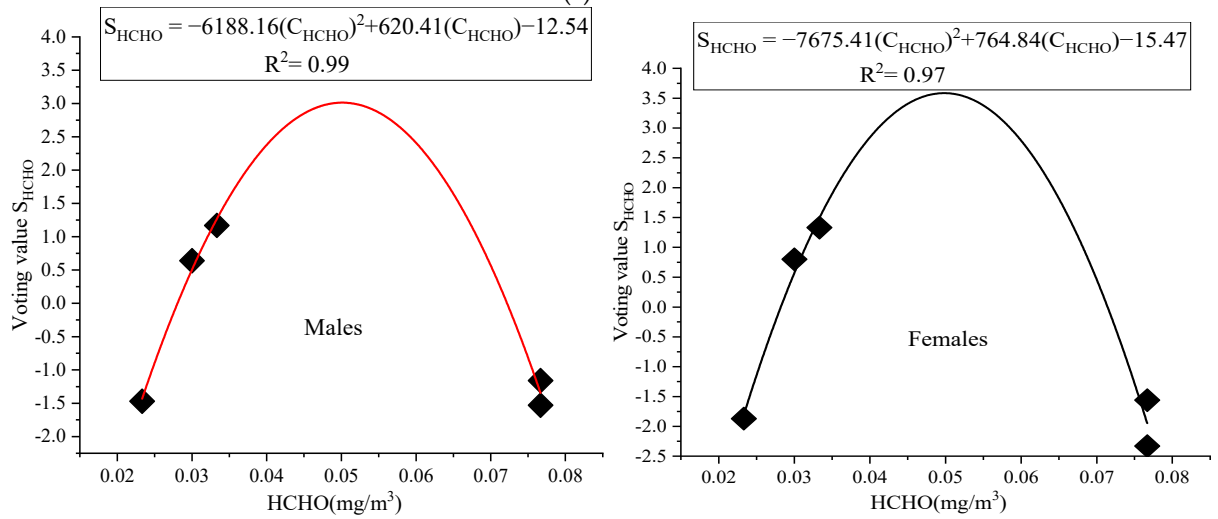 S_HCHO = −6188.16(C_HCHO)²+620.41(C_HCHO)−12.54
R²= 0.99
4.0
3.5
3.0
2.5
2.0
1.5
1.0
0.5
0.0
-0.5
-1.0
-1.5
-2.0
Voting value S_HCHO
Males
0.02 0.03 0.04 0.05 0.06 0.07 0.08
HCHO(mg/m³)
S_HCHO = −7675.41(C_HCHO)²+764.84(C_HCHO)−15.47
R²= 0.97
4.0
3.5
3.0
2.5
2.0
1.5
1.0
0.5
0.0
-0.5
-1.0
-1.5
-2.0
-2.5
Voting value S_HCHO
Females
0.02 0.03 0.04 0.05 0.06 0.07 0.08
HCHO(mg/m³)